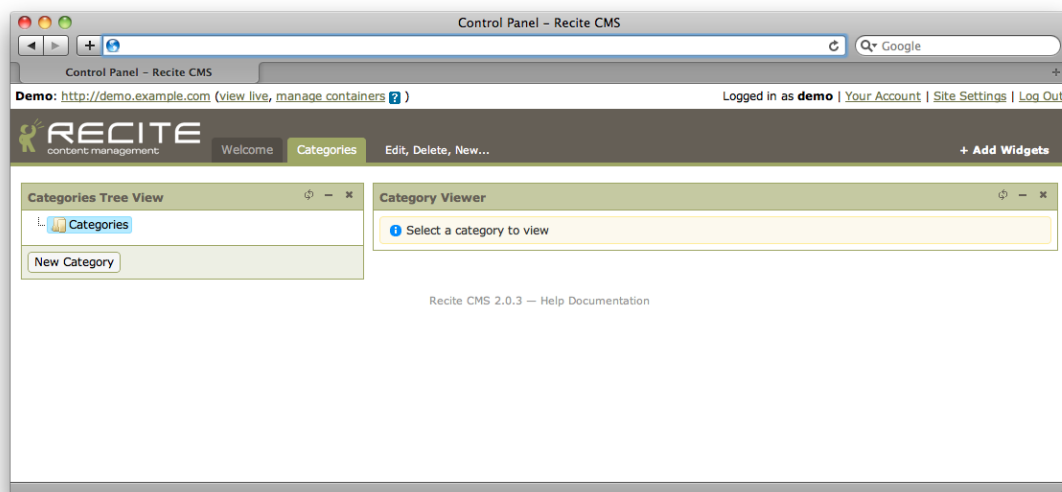 Control Panel – Recite CMS
Google
Control Panel – Recite CMS
Demo: http://demo.example.com (view live, manage containers ? )
Logged in as demo | Your Account | Site Settings | Log Out
RECITE
content management
Welcome
Categories
Edit, Delete, New...
+ Add Widgets
Categories Tree View
Category Viewer
Categories
Select a category to view
New Category
Recite CMS 2.0.3 — Help Documentation